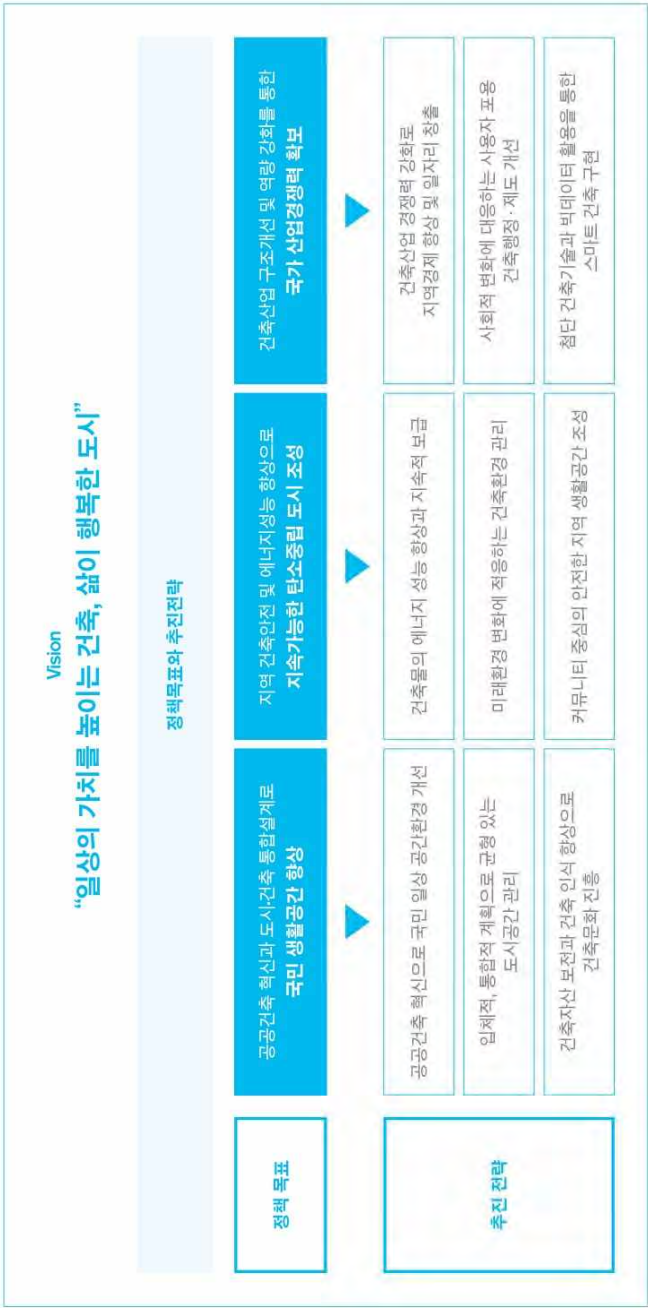 Vision
“일상의 가치를 높이는 건축, 삶이 행복한 도시”
정책목표와 추진전략
정책 목표
공공건축 혁신과 도시·건축 통합설계로
국민 생활공간 향상
지역 건축안전 및 에너지성능 향상으로
지속가능한 탄소중립 도시 조성
건축산업 구조개선 및 역량 강화를 통한
국가 산업경쟁력 확보
추진 전략
공공건축 혁신으로 국민 일상 공간환경 개선
입체적, 통합적 계획으로 균형 있는
도시공간 관리
건축자산 보전과 건축 인식 향상으로
건축문화 진흥
건축물의 에너지 성능 향상과 지속적 보급
미래환경 변화에 적응하는 건축환경 관리
커뮤니티 중심의 안전한 지역 생활공간 조성
건축산업 경쟁력 강화로
지역경제 향상 및 일자리 창출
사회적 변화에 대응하는 사용자 포용
건축행정·제도 개선
첨단 건축기술과 빅데이터 활용을 통한
스마트 건축 구현